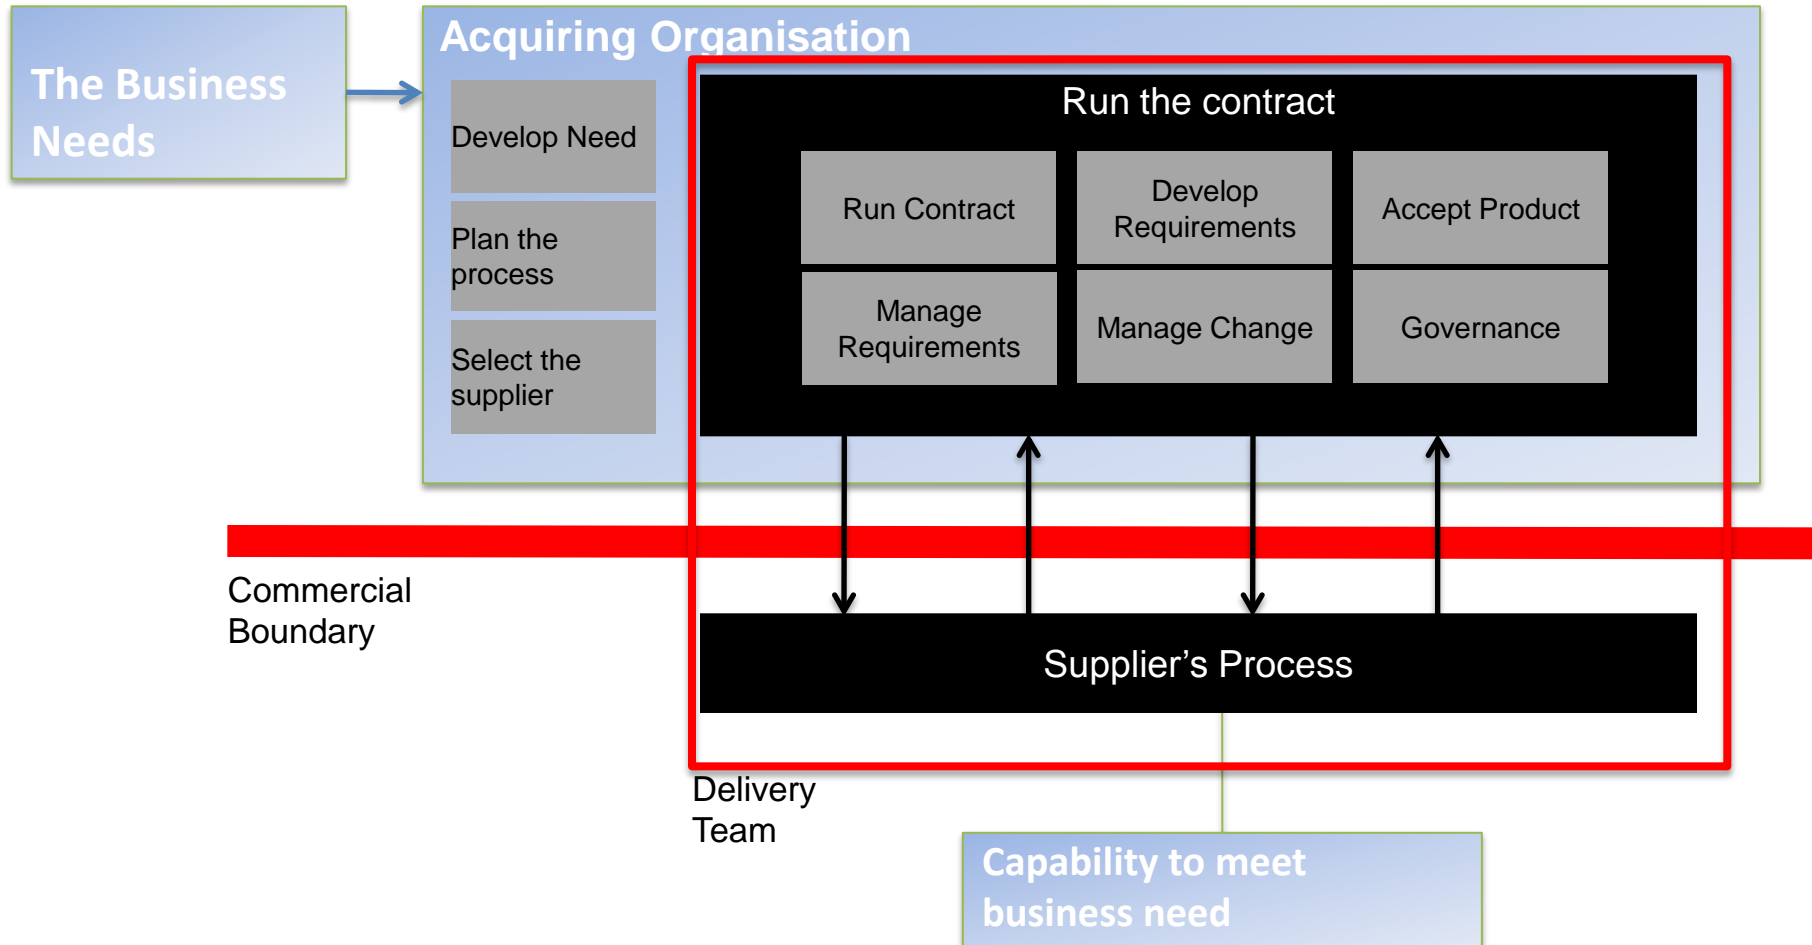 The Business
Needs
Acquiring Organisation
Develop Need
Plan the
process
Select the
supplier
Run the contract
Run Contract
Develop
Requirements
Accept Product
Manage
Requirements
Manage Change
Governance
Commercial
Boundary
Supplier’s Process
Delivery
Team
Capability to meet
business need